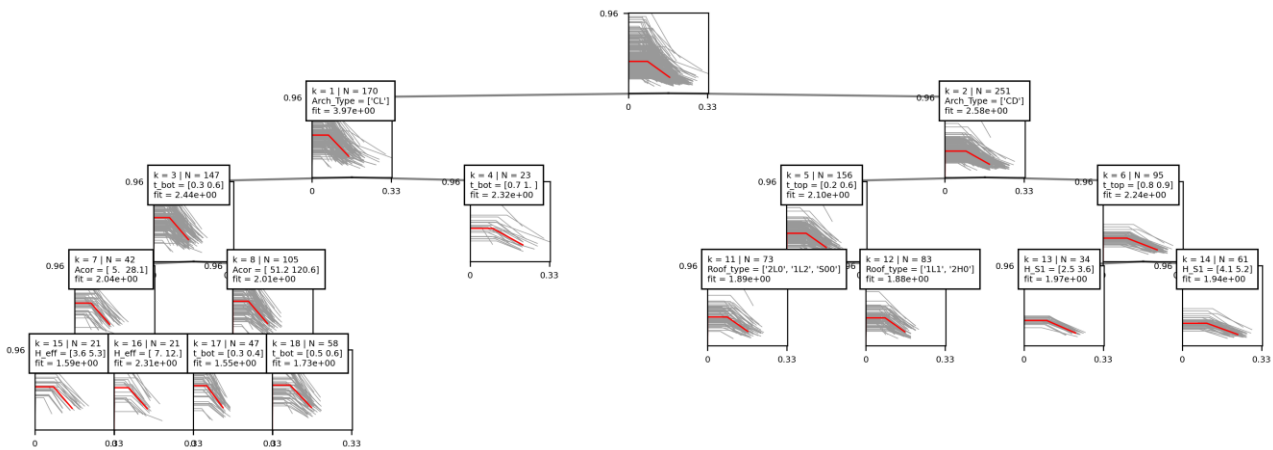 0.96
0
0.33
k = 1 | N = 170
Arch_Type = ['CL']
fit = 3.97e+00
0.96
0
0.33
k = 2 | N = 251
Arch_Type = ['CD']
fit = 2.58e+00
0.96
0
0.33
k = 3 | N = 147
t_bot = [0.3 0.6]
fit = 2.44e+00
0.96
k = 4 | N = 23
t_bot = [0.7 1. ]
fit = 2.32e+00
0.96
0
0.33
k = 5 | N = 156
t_top = [0.2 0.6]
fit = 2.10e+00
0.96
k = 6 | N = 95
t_top = [0.8 0.9]
fit = 2.24e+00
0.96
k = 7 | N = 42
Acor = [ 5. 28.1]
fit = 2.04e+00
0.96
k = 8 | N = 105
Acor = [ 51.2 120.6]
fit = 2.01e+00
0.96
k = 11 | N = 73
Roof_type = ['2L0', '1L2', 'S00']
fit = 1.89e+00
0.96
0
0.33
k = 12 | N = 83
Roof_type = ['1L1', '2H0']
fit = 1.88e+00
0
0.33
k = 13 | N = 34
H_S1 = [2.5 3.6]
fit = 1.97e+00
0.96
0
0.33
k = 14 | N = 61
H_S1 = [4.1 5.2]
fit = 1.94e+00
0.96
0
0.33
k = 15 | N = 21
H_eff = [3.6 5.3]
fit = 1.59e+00
0.96
0
k = 16 | N = 21
H_eff = [ 7. 12.]
fit = 2.31e+00
k = 17 | N = 47
t_bot = [0.3 0.4]
fit = 1.55e+00
k = 18 | N = 58
t_bot = [0.5 0.6]
fit = 1.73e+00
0.33